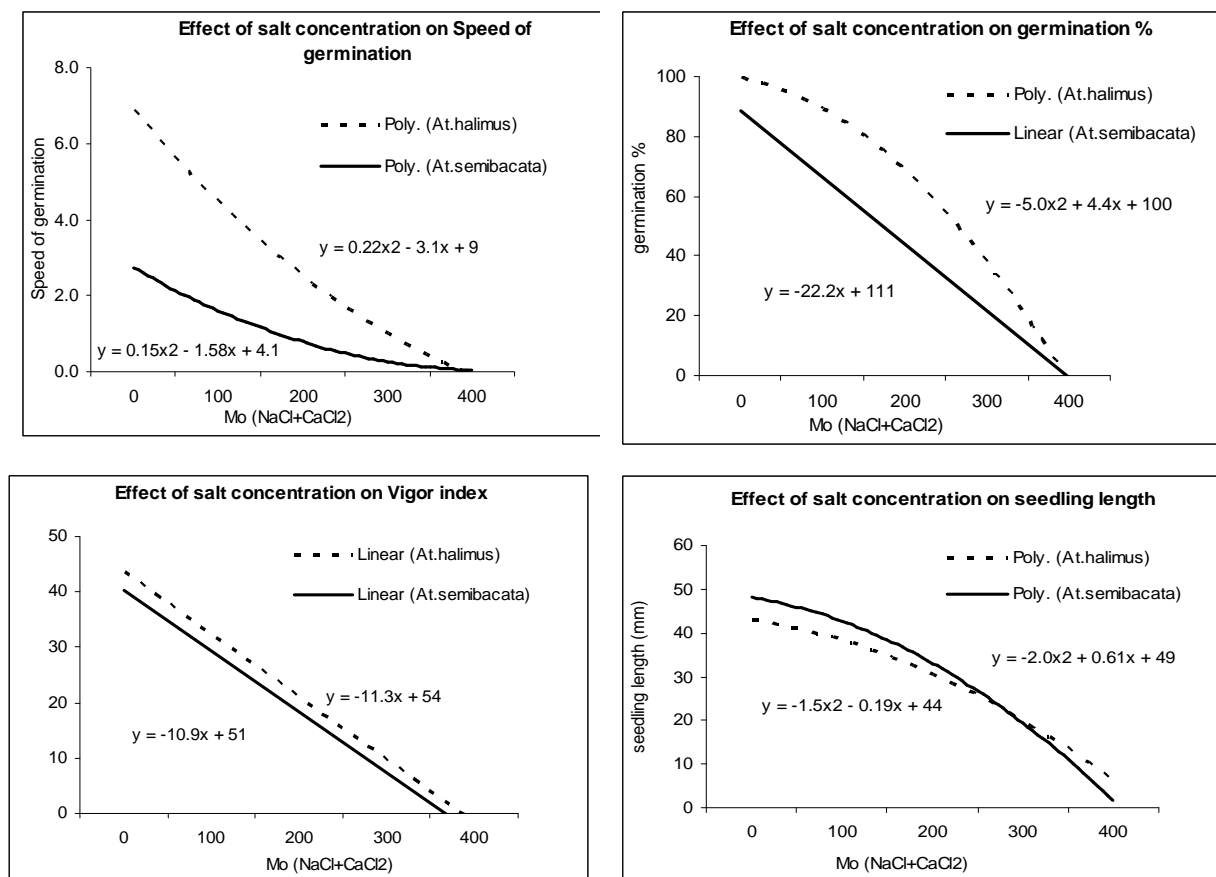 Effect of salt concentration on Speed of
germination
8.0
6.0
4.0
2.0
0.0
Speed of germination
Poly. (At.halimus)
Poly. (At.semibacata)
y = 0.22x2 - 3.1x + 9
y = 0.15x2 - 1.58x + 4.1
0 100 200 300 400
Mo (NaCl+CaCl2)
Effect of salt concentration on germination %
100
80
60
40
20
0
germination %
Poly. (At.halimus)
Linear (At.semibacata)
y = -5.0x2 + 4.4x + 100
y = -22.2x + 111
0 100 200 300 400
Mo (NaCl+CaCl2)
Effect of salt concentration on Vigor index
50
40
30
20
10
0
Linear (At.halimus)
Linear (At.semibacata)
y = -11.3x + 54
y = -10.9x + 51
0 100 200 300 400
Mo (NaCl+CaCl2)
Effect of salt concentration on seedling length
60
50
40
30
20
10
0
seedling length (mm)
Poly. (At.halimus)
Poly. (At.semibacata)
y = -2.0x2 + 0.61x + 49
y = -1.5x2 - 0.19x + 44
0 100 200 300 400
Mo (NaCl+CaCl2)